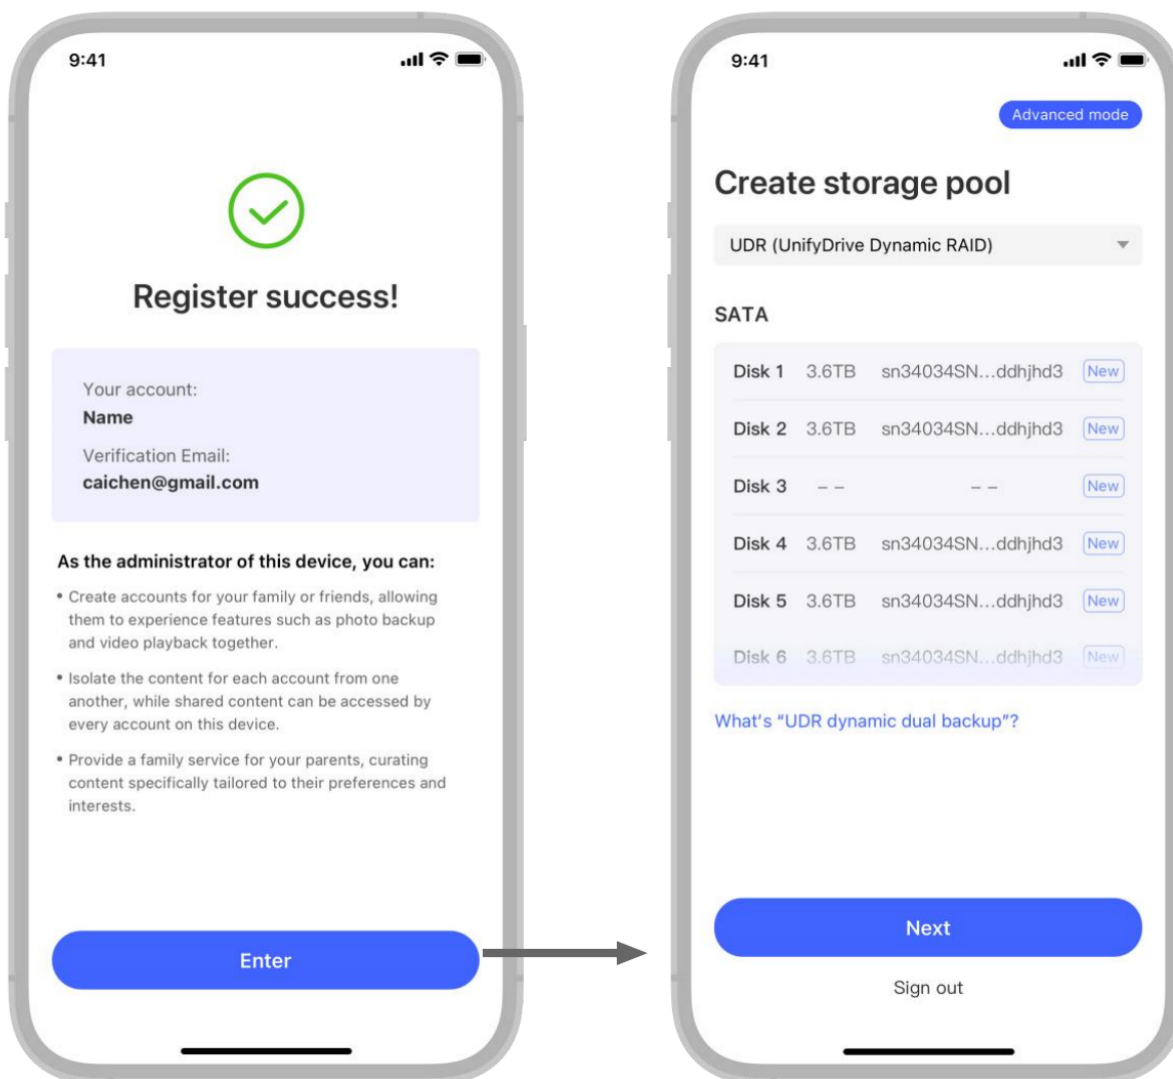 9:41
Register success!
Your account:
Name
Verification Email:
caichen@gmail.com
As the administrator of this device, you can:
• Create accounts for your family or friends, allowing
them to experience features such as photo backup
and video playback together.
• Isolate the content for each account from one
another, while shared content can be accessed by
every account on this device.
• Provide a family service for your parents, curating
content specifically tailored to their preferences and
interests.
Enter
9:41
Advanced mode
Create storage pool
UDR (UnifyDrive Dynamic RAID)
SATA
Disk 1 3.6TB sn34034SN...ddhjhd3 New
Disk 2 3.6TB sn34034SN...ddhjhd3 New
Disk 3 – – – – New
Disk 4 3.6TB sn34034SN...ddhjhd3 New
Disk 5 3.6TB sn34034SN...ddhjhd3 New
Disk 6 3.6TB sn34034SN...ddhjhd3 New
What's “UDR dynamic dual backup”?
Next
Sign out